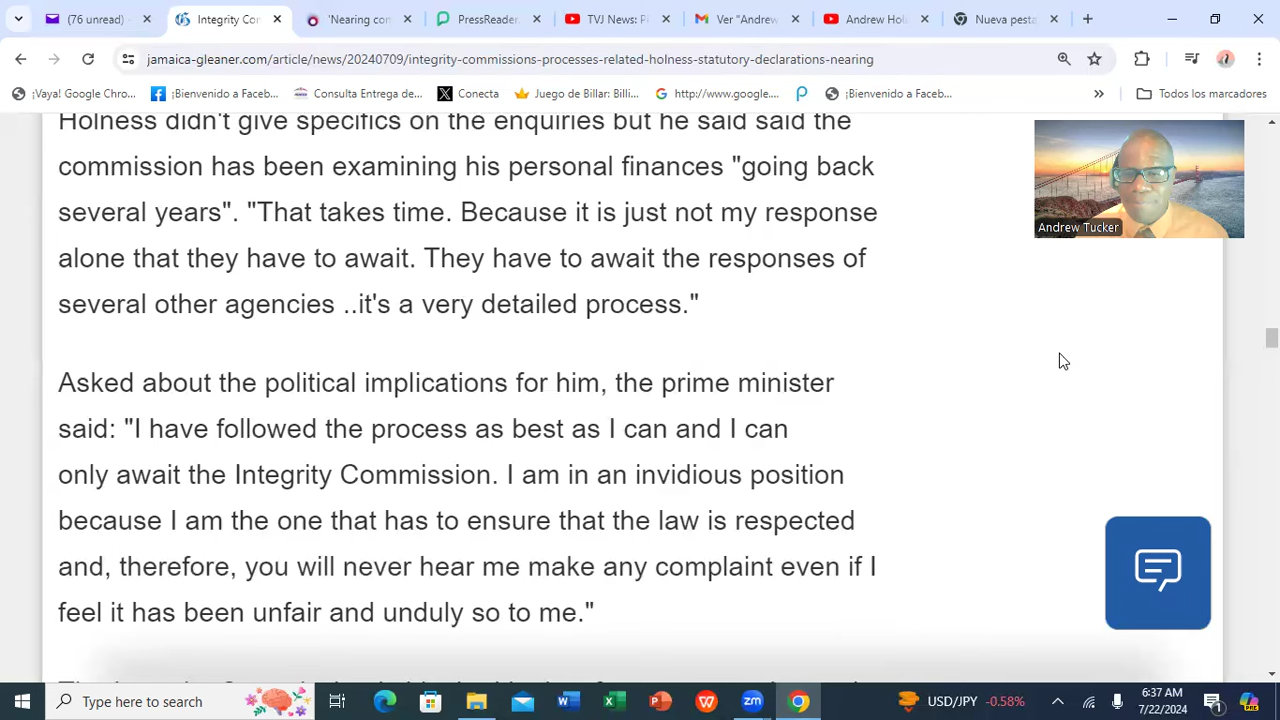 (76 unread)
Integrity Con
'Nearing com
PressReader.
TVJ News: P
Ver "Andrew
Andrew Hol
Nueva pesta
jamaica-gleaner.com/article/news/20240709/integrity-commissions-processes-related-holness-statutory-declarations-nearing
¡Vaya! Google Chro...
¡Bienvenido a Faceb...
Consulta Entrega de...
Conecta
Juego de Billar: Billi...
http://www.google....
¡Bienvenido a Faceb...
Todos los marcadores
Holness didn't give specifics on the enquiries but he said said the
commission has been examining his personal finances "going back
several years". "That takes time. Because it is just not my response
alone that they have to await. They have to await the responses of
several other agencies ..it's a very detailed process."
Andrew Tucker
Asked about the political implications for him, the prime minister
said: "I have followed the process as best as I can and I can
only await the Integrity Commission. I am in an invidious position
because I am the one that has to ensure that the law is respected
and, therefore, you will never hear me make any complaint even if I
feel it has been unfair and unduly so to me."
Type here to search
USD/JPY -0.58%
6:37 AM
7/22/2024